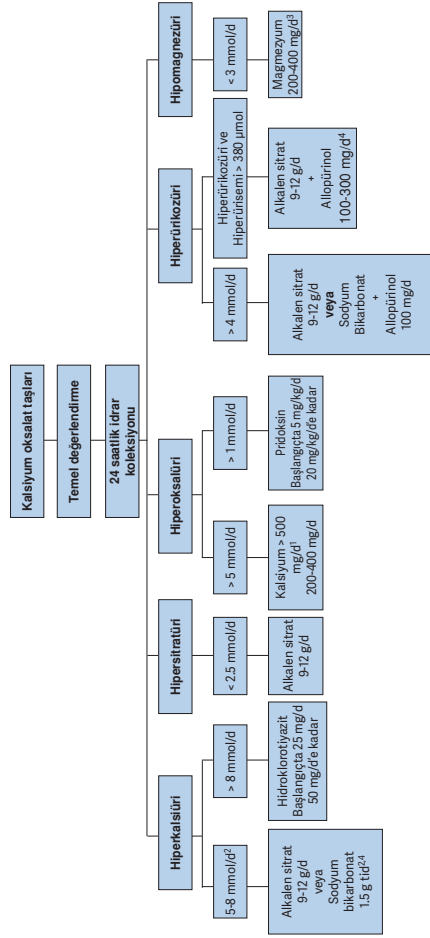 Kalsiyum oksalat taşları
Temel değerlendirme
24 saatlik idrar
koleksiyonu
Hiperkalsiüri
Hipersitratüri
Hiperoksalüri
Hiperürikozüri
Hipomagnezüri
5-8 mmol/d²
> 8 mmol/d
< 2.5 mmol/d
> 5 mmol/d
> 1 mmol/d
> 4 mmol/d
Hiperürikozüri ve
Hiperürisemi > 380 µmol
< 3 mmol/d
Alkalen sitrat
9-12 g/d
veya
Sodyum
bikarbonat
1.5 g tid²,⁴
Hidroklorotiyazit
Başlangıçta 25 mg/d
50 mg/d'e kadar
Alkalen sitrat
9-12 g/d
Kalsiyum > 500
mg/d¹
200-400 mg/d
Pridoksin
Başlangıçta 5 mg/kg/d
20 mg/kg/d'e kadar
Alkalen sitrat
9-12 g/d
veya
Sodyum
Bikarbonat
+
Allopürinol
100 mg/d
Alkalen sitrat
9-12 g/d
+
Allopürinol
100-300 mg/d⁴
Magmezyum
200-400 mg/d³